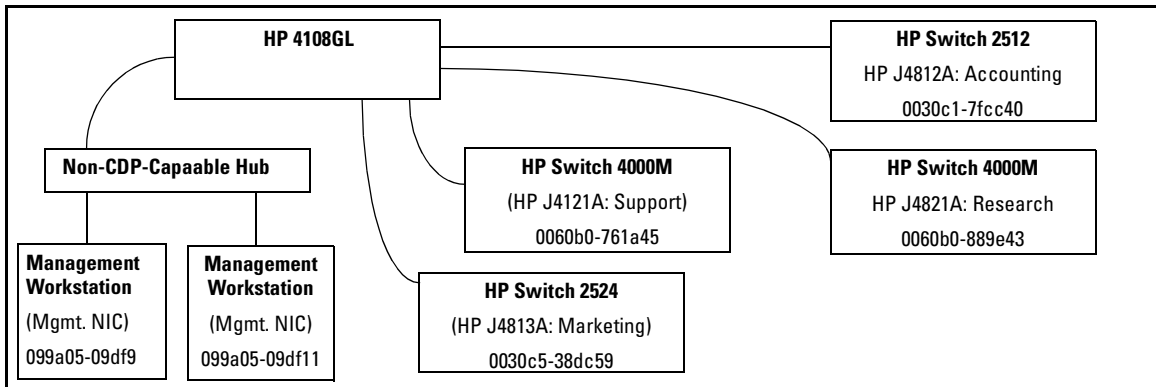 HP 4108GL
HP Switch 2512
HP J4812A: Accounting
0030c1-7fcc40
Non-CDP-Capaable Hub
HP Switch 4000M
(HP J4121A: Support)
0060b0-761a45
HP Switch 4000M
HP J4821A: Research
0060b0-889e43
Management
Workstation
(Mgmt. NIC)
099a05-09df9
Management
Workstation
(Mgmt. NIC)
099a05-09df11
HP Switch 2524
(HP J4813A: Marketing)
0030c5-38dc59